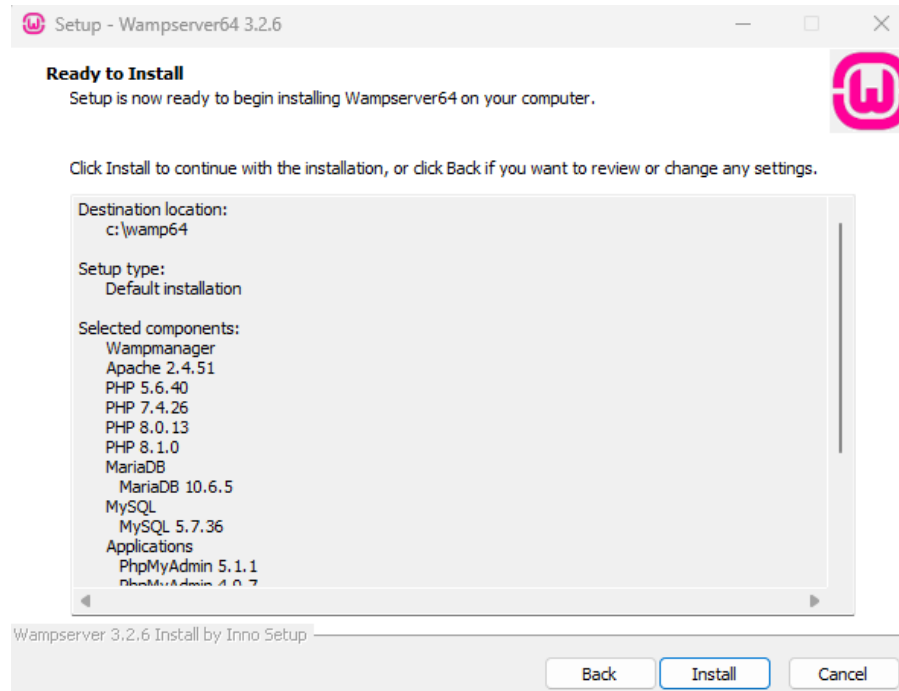 Setup - Wampserver64 3.2.6
Ready to Install
Setup is now ready to begin installing Wampserver64 on your computer.
Click Install to continue with the installation, or click Back if you want to review or change any settings.
Destination location:
c:\wamp64
Setup type:
Default installation
Selected components:
Wampmanager
Apache 2.4.51
PHP 5.6.40
PHP 7.4.26
PHP 8.0.13
PHP 8.1.0
MariaDB
MariaDB 10.6.5
MySQL
MySQL 5.7.36
Applications
PhpMyAdmin 5.1.1
PhpMyAdmin 4.9.7
Wampserver 3.2.6 Install by Inno Setup
Back Install Cancel